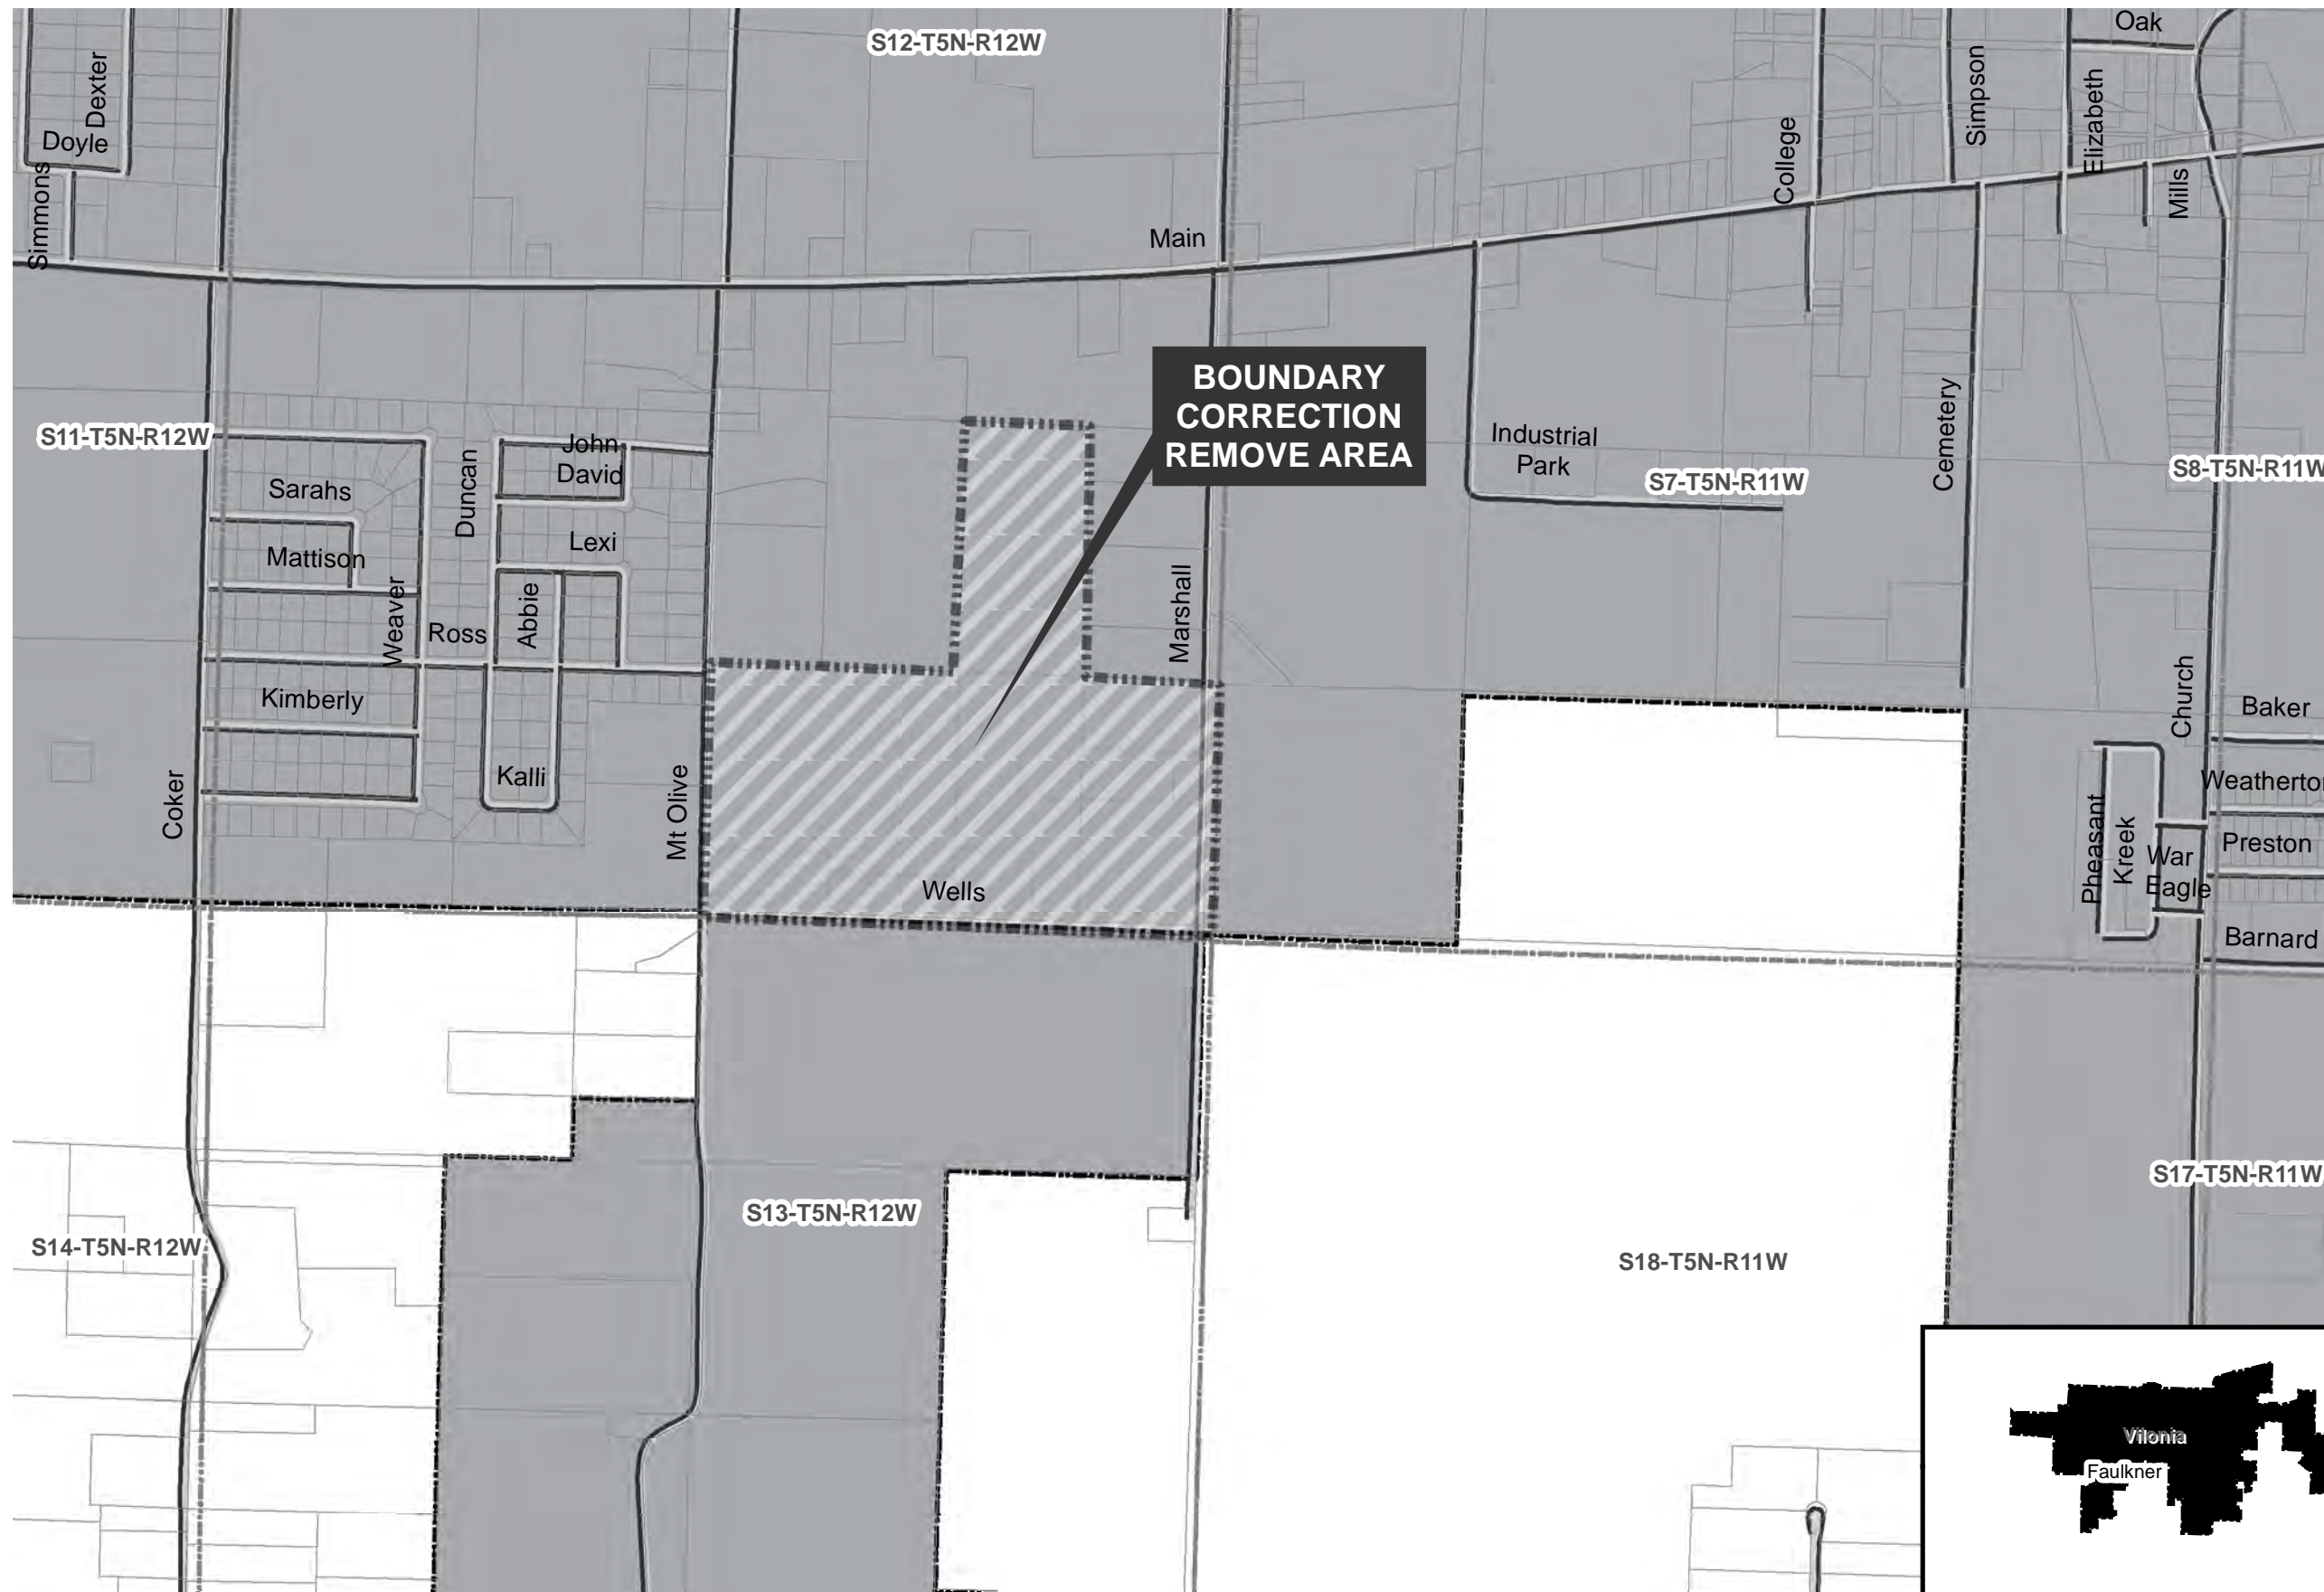 S12-T5N-R12W
Oak
Dexter
Doyle
Simmons
Simpson
Elizabeth
College
Mills
Main
BOUNDARY
CORRECTION
REMOVE AREA
S11-T5N-R12W
John
David
Industrial
Park
Cemetery
S7-T5N-R11W
S8-T5N-R11W
Sarahs
Duncan
Lexi
Mattison
Weaver
Ross
Abbie
Marshall
Kimberly
Church
Baker
Coker
Kalli
Mt Olive
Weatherton
Pheasant
Kreek
Preston
War
Eagle
Wells
Barnard
S17-T5N-R11W
S13-T5N-R12W
S14-T5N-R12W
S18-T5N-R11W
Vilonia
Faulkner